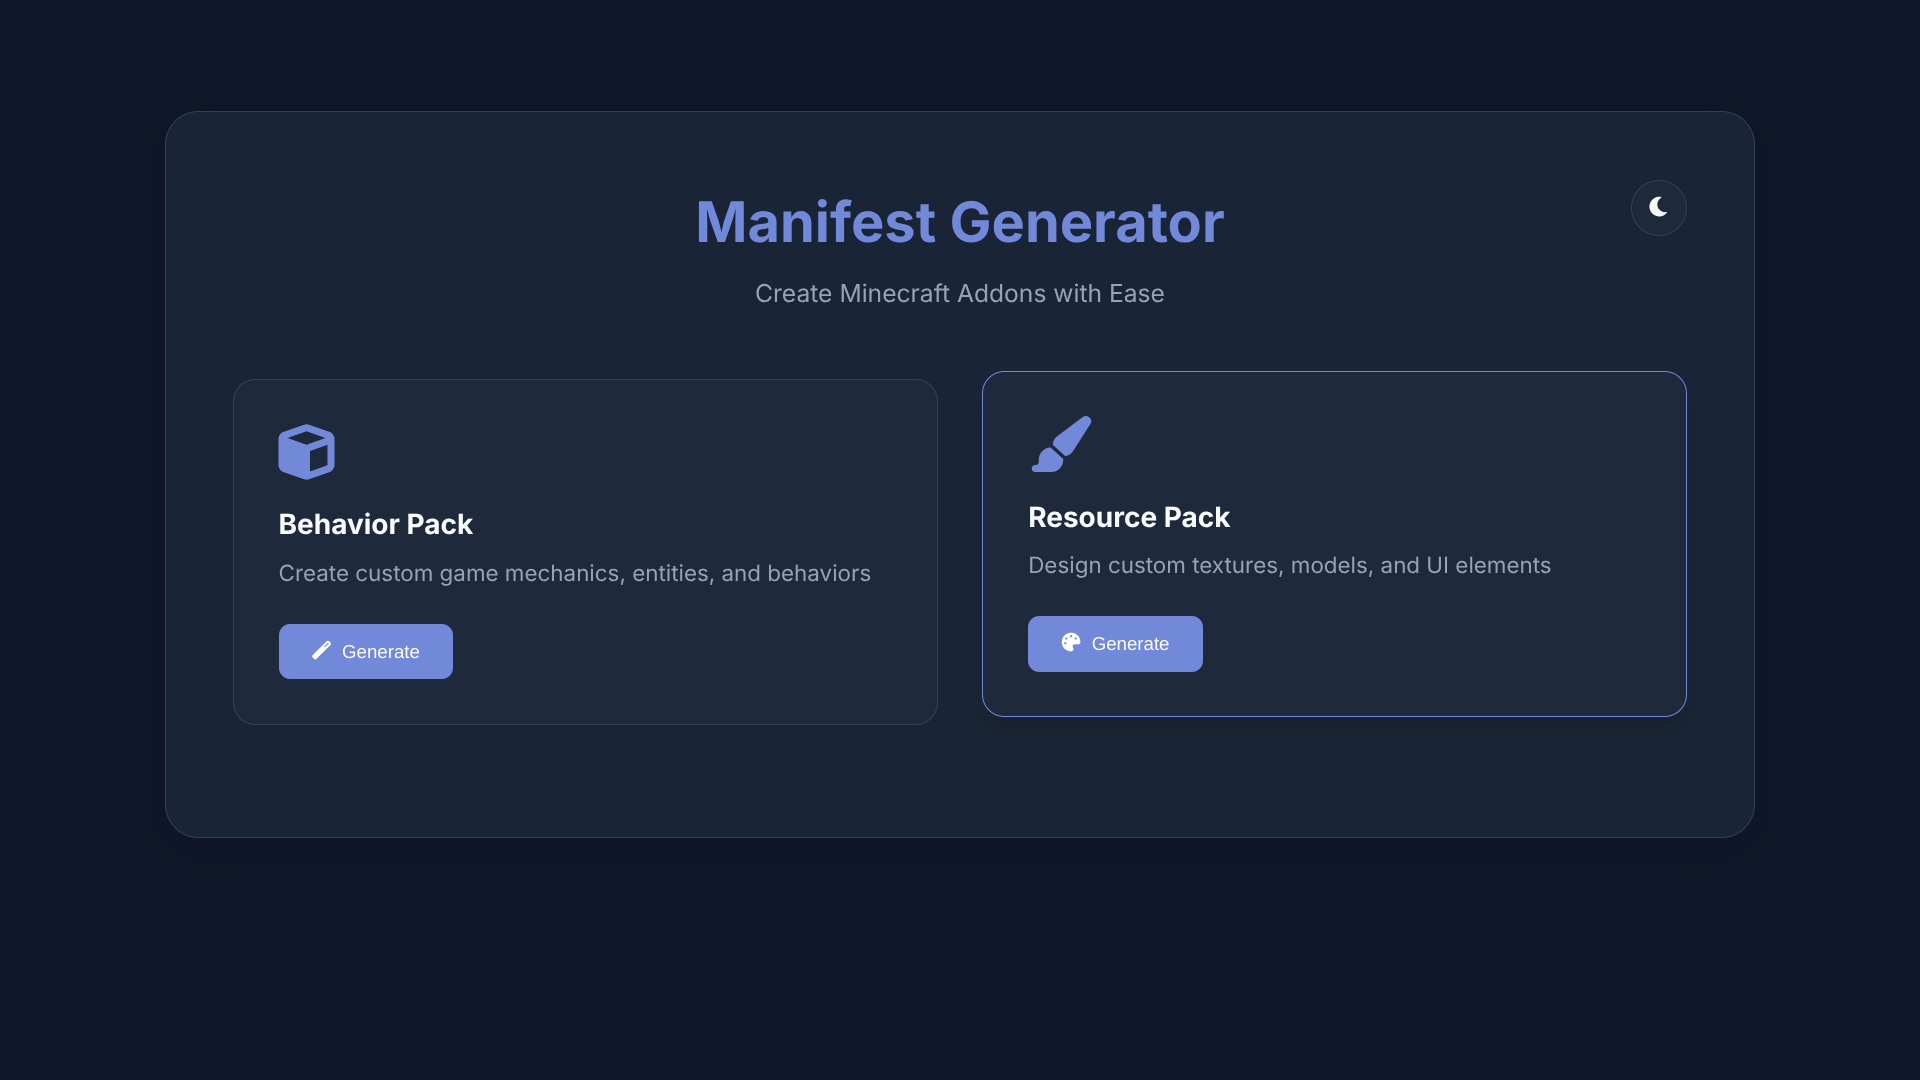 Manifest Generator
Create Minecraft Addons with Ease
Behavior Pack
Create custom game mechanics, entities, and behaviors
Generate
Resource Pack
Design custom textures, models, and UI elements
Generate